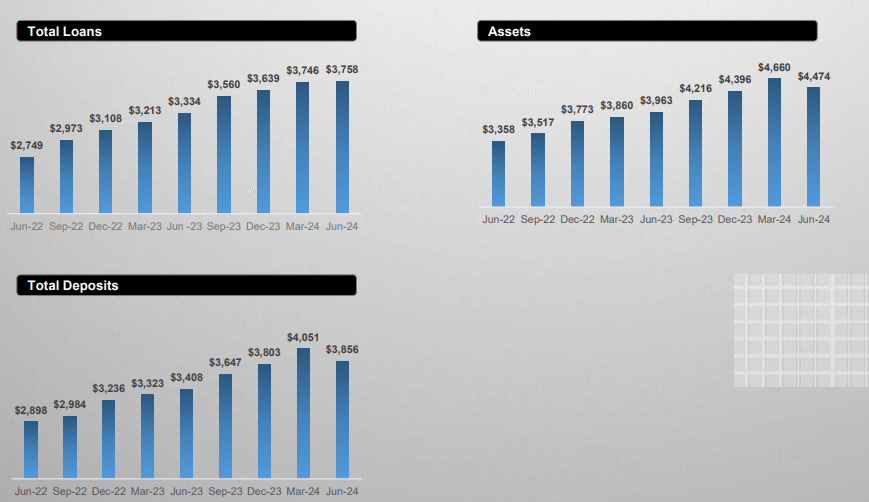 Total Loans
$2,749 $2,973 $3,108 $3,213 $3,334 $3,560 $3,639 $3,746 $3,758
Jun-22 Sep-22 Dec-22 Mar-23 Jun -23 Sep-23 Dec-23 Mar-24 Jun-24
Assets
$3,358 $3,517 $3,773 $3,860 $3,963 $4,216 $4,396 $4,660 $4,474
Jun-22 Sep-22 Dec-22 Mar-23 Jun-23 Sep-23 Dec-23 Mar-24 Jun-24
Total Deposits
$2,898 $2,984 $3,236 $3,323 $3,408 $3,647 $3,803 $4,051 $3,856
Jun-22 Sep-22 Dec-22 Mar-23 Jun-23 Sep-23 Dec-23 Mar-24 Jun-24